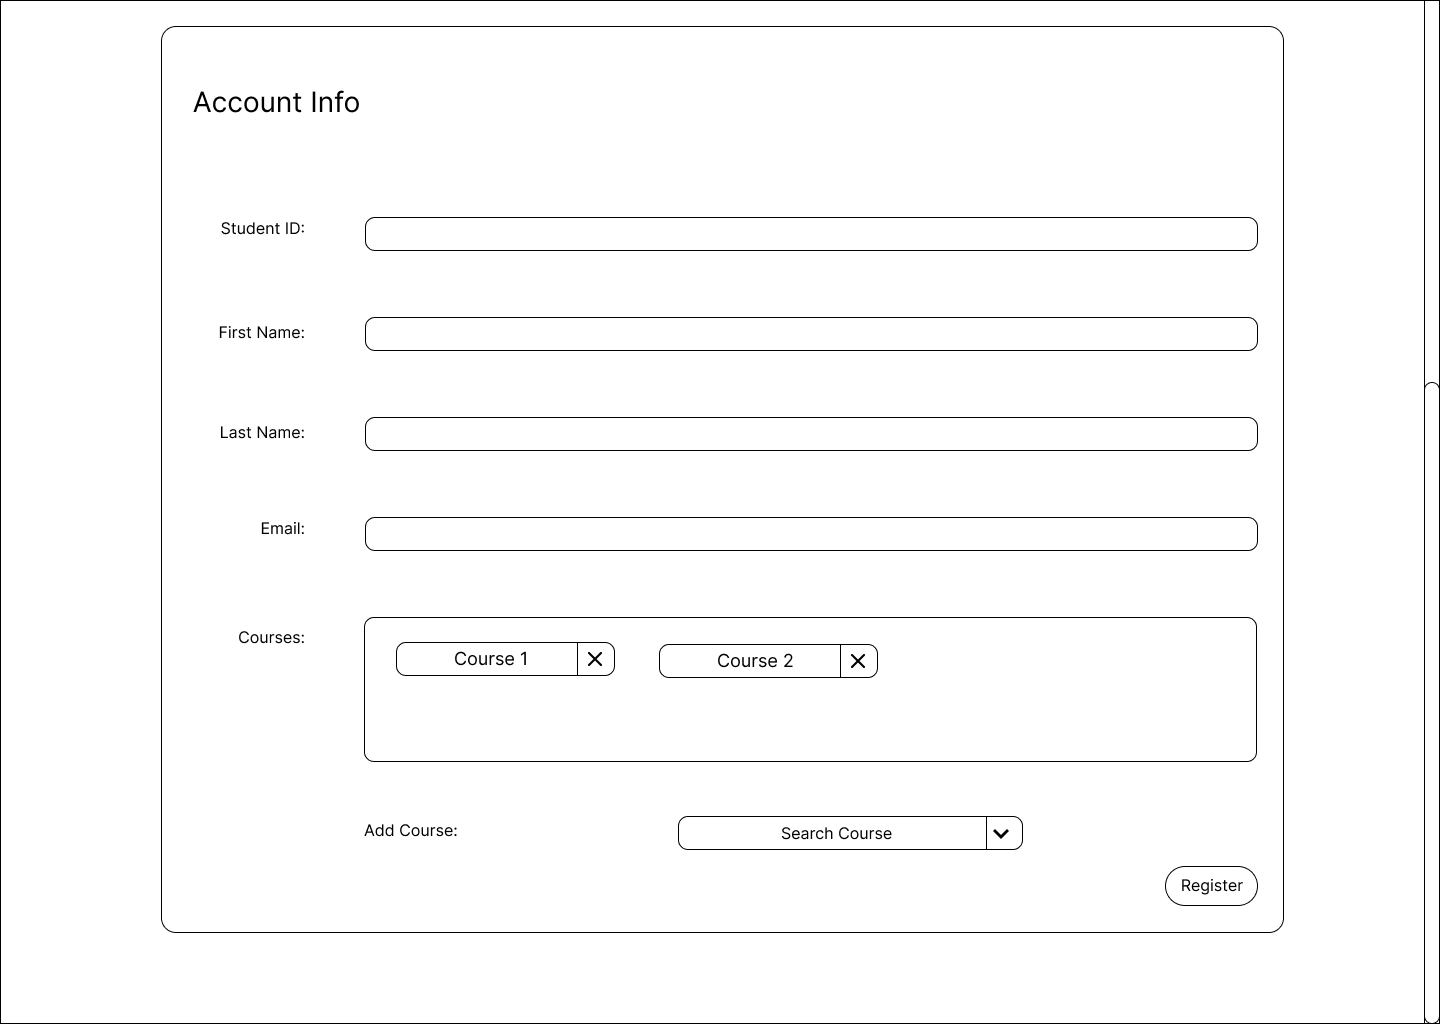 Account Info
Student ID:
First Name:
Last Name:
Email:
Courses:
Course 1
Course 2
Add Course:
Search Course
Register